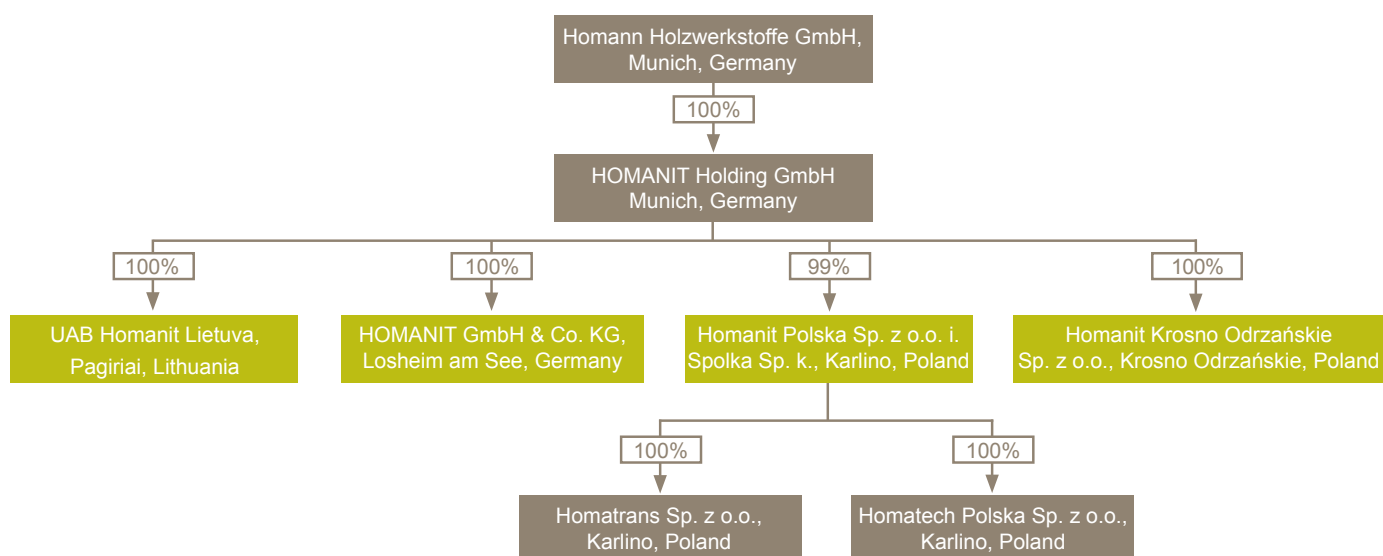 Homann Holzwerkstoffe GmbH,
Munich, Germany
100%
HOMANIT Holding GmbH
Munich, Germany
100%
100%
99%
100%
UAB Homanit Lietuva,
Pagiriai, Lithuania
HOMANIT GmbH & Co. KG,
Losheim am See, Germany
Homanit Polska Sp. z o.o. i.
Spolka Sp. k., Karlino, Poland
Homanit Krosno Odrzańskie
Sp. z o.o., Krosno Odrzańskie, Poland
100%
100%
Homatrans Sp. z o.o.,
Karlino, Poland
Homatech Polska Sp. z o.o.,
Karlino, Poland